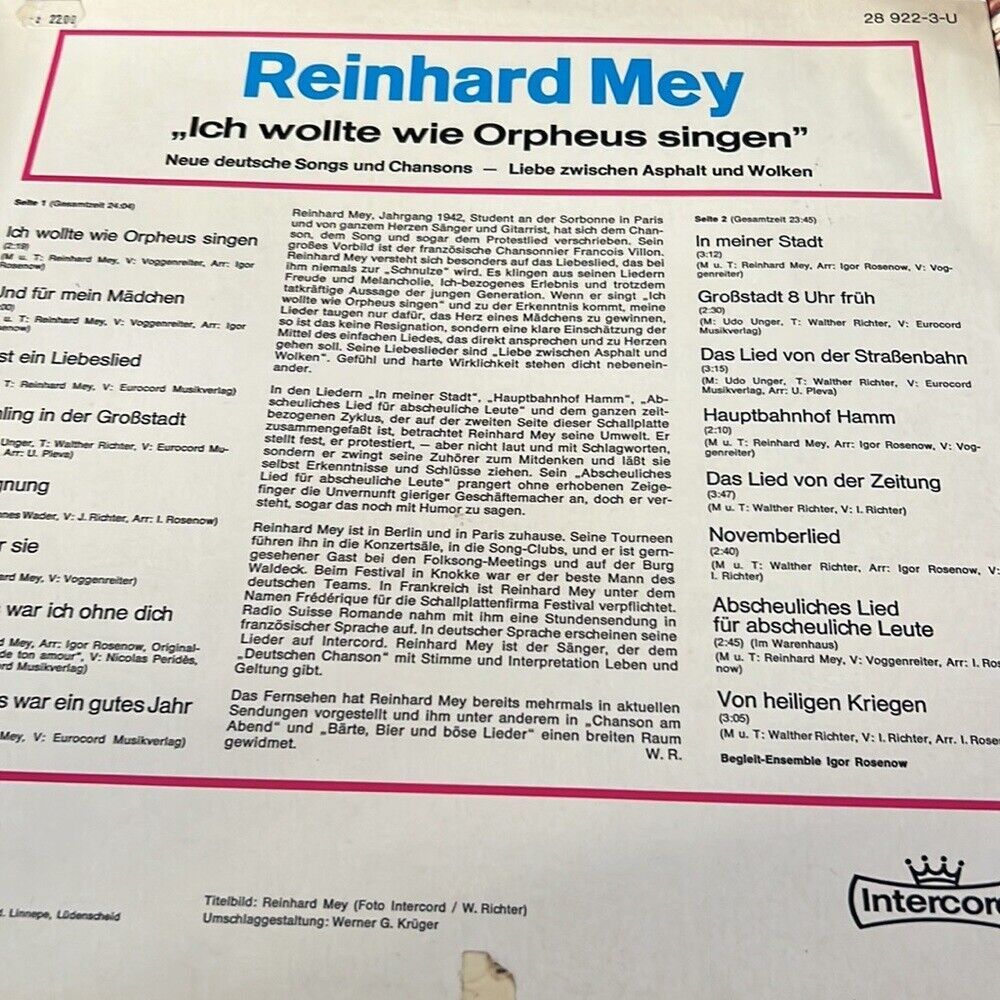 2200
28 922-3-U
Reinhard Mey
„Ich wollte wie Orpheus singen”
Neue deutsche Songs und Chansons — Liebe zwischen Asphalt und Wolken
Seite 1 (Gesamtzeit 24:04)
Ich wollte wie Orpheus singen
(2:19)
(M u. T: Reinhard Mey, V: Voggenreiter, Arr: Igor
Rosenow)
Und für mein Mädchen
:00)
u. T: Reinhard Mey, V: Voggenreiter, Arr: Igor
senow)
st ein Liebeslied
T: Reinhard Mey, V: Eurocord Musikverlag)
ling in der Großstadt
Unger, T: Walther Richter, V: Eurocord Mu-
Arr: U. Pleva)
gnung
nnes Wader, V: J. Richter, Arr: I. Rosenow)
r sie
ard Mey, V: Voggenreiter)
war ich ohne dich
d Mey, Arr: Igor Rosenow, Original-
de ton amour", V: Nicolas Peridès,
ord Musikverlag)
s war ein gutes Jahr
Mey, V: Eurocord Musikverlag)
Reinhard Mey, Jahrgang 1942, Student an der Sorbonne in Paris
und von ganzem Herzen Sänger und Gitarrist, hat sich dem Chan-
son, dem Song und sogar dem Protestlied verschrieben. Sein
großes Vorbild ist der französische Chansonnier Francois Villon.
Reinhard Mey versteht sich besonders auf das Liebeslied, das bei
ihm niemals zur „Schnulze" wird. Es klingen aus seinen Liedern
Freude und Melancholie, Ich-bezogenes Erlebnis und trotzdem
tatkräftige Aussage der jungen Generation. Wenn er singt „Ich
wollte wie Orpheus singen" und zu der Erkenntnis kommt, meine
Lieder taugen nur dafür, das Herz eines Mädchens zu gewinnen,
so ist das keine Resignation, sondern eine klare Einschätzung der
Mittel des einfachen Liedes, das direkt ansprechen und zu Herzen
gehen soll. Seine Liebeslieder sind „Liebe zwischen Asphalt und
Wolken". Gefühl und harte Wirklichkeit stehen dicht nebenein-
ander.
In den Liedern „In meiner Stadt", „Hauptbahnhof Hamm", „Ab-
scheuliches Lied für abscheuliche Leute" und dem ganzen zeit-
bezogenen Zyklus, der auf der zweiten Seite dieser Schallplatte
zusammengefaßt ist, betrachtet Reinhard Mey seine Umwelt. Er
stellt fest, er protestiert, – aber nicht laut und mit Schlagworten,
sondern er zwingt seine Zuhörer zum Mitdenken und läßt sie
selbst Erkenntnisse und Schlüsse ziehen. Sein „Abscheuliches
Lied für abscheuliche Leute" prangert ohne erhobenen Zeige-
finger die Unvernunft gieriger Geschäftemacher an, doch er ver-
steht, sogar das noch mit Humor zu sagen.
Reinhard Mey ist in Berlin und in Paris zuhause. Seine Tourneen
führen ihn in die Konzertsäle, in die Song-Clubs, und er ist gern-
gesehener Gast bei den Folksong-Meetings und auf der Burg
Waldeck. Beim Festival in Knokke war er der beste Mann des
deutschen Teams. In Frankreich ist Reinhard Mey unter dem
Namen Frédérique für die Schallplattenfirma Festival verpflichtet.
Radio Suisse Romande nahm mit ihm eine Stundensendung in
französischer Sprache auf. In deutscher Sprache erscheinen seine
Lieder auf Intercord. Reinhard Mey ist der Sänger, der dem
„Deutschen Chanson" mit Stimme und Interpretation Leben und
Geltung gibt.
Das Fernsehen hat Reinhard Mey bereits mehrmals in aktuellen
Sendungen vorgestellt und ihm unter anderem in „Chanson am
Abend" und „Bärte, Bier und böse Lieder" einen breiten Raum
gewidmet.
W. R.
Seite 2 (Gesamtzeit 23:45)
In meiner Stadt
(3:12)
(M u. T: Reinhard Mey, Arr: Igor Rosenow, V: Vog-
genreiter)
Großstadt 8 Uhr früh
(2:30)
(M: Udo Unger, T: Walther Richter, V: Eurocord
Musikverlag)
Das Lied von der Straßenbahn
(3:15)
(M: Udo Unger, T: Walther Richter, V: Eurocord
Musikverlag, Arr: U. Pleva)
Hauptbahnhof Hamm
(2:10)
(M u. T: Reinhard Mey, Arr: Igor Rosenow, V: Vog-
genreiter)
Das Lied von der Zeitung
(3:47)
(M u. T: Walther Richter, V: I. Richter)
Novemberlied
(2:40)
(M u. T: Walther Richter, Arr: Igor Rosenow, V:
I. Richter)
Abscheuliches Lied
für abscheuliche Leute
(2:45) (Im Warenhaus)
(M u. T: Reinhard Mey, V: Voggenreiter, Arr: I. Ros
now)
Von heiligen Kriegen
(3:05)
(M u. T: Walther Richter, V: I. Richter, Arr. I. Rose
Begleit-Ensemble Igor Rosenow
d. Linnepe, Lüdenscheid
Titelbild: Reinhard Mey (Foto Intercord / W. Richter)
Umschlaggestaltung: Werner G. Krüger
Intercor